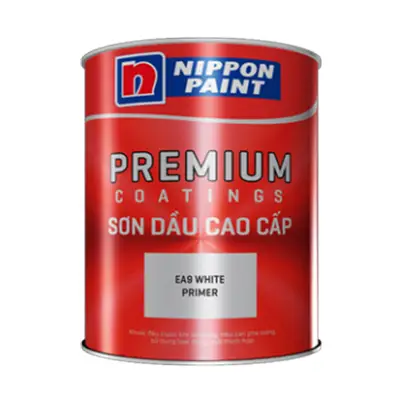 n
NIPPON
PAINT
PREMIUM
COATINGS
SƠN DẦU CAO CẤP
EA9 WHITE
PRIMER